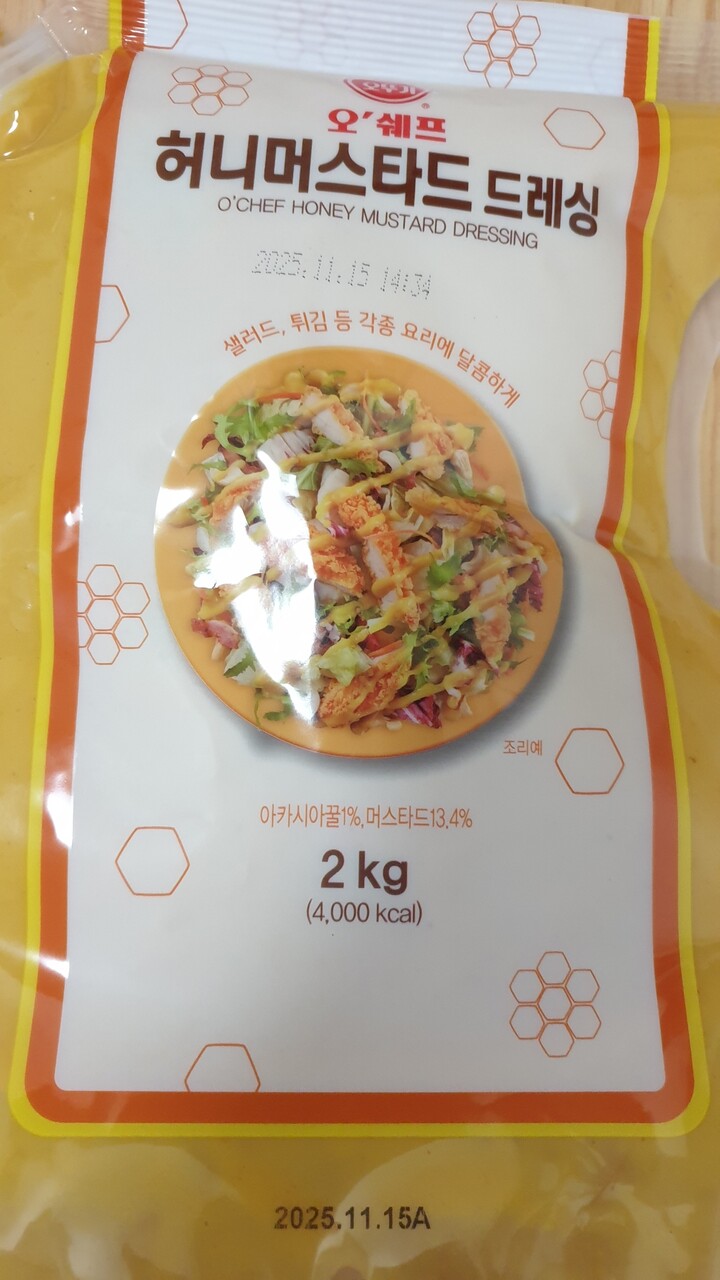 오뚜기
오'쉐프
허니머스타드 드레싱
O'CHEF HONEY MUSTARD DRESSING
2025.11.15 14:34
샐러드, 튀김 등 각종 요리에 달콤하게
조리예
아카시아꿀1%, 머스타드13.4%
2 kg
(4,000 kcal)
2025.11.15A